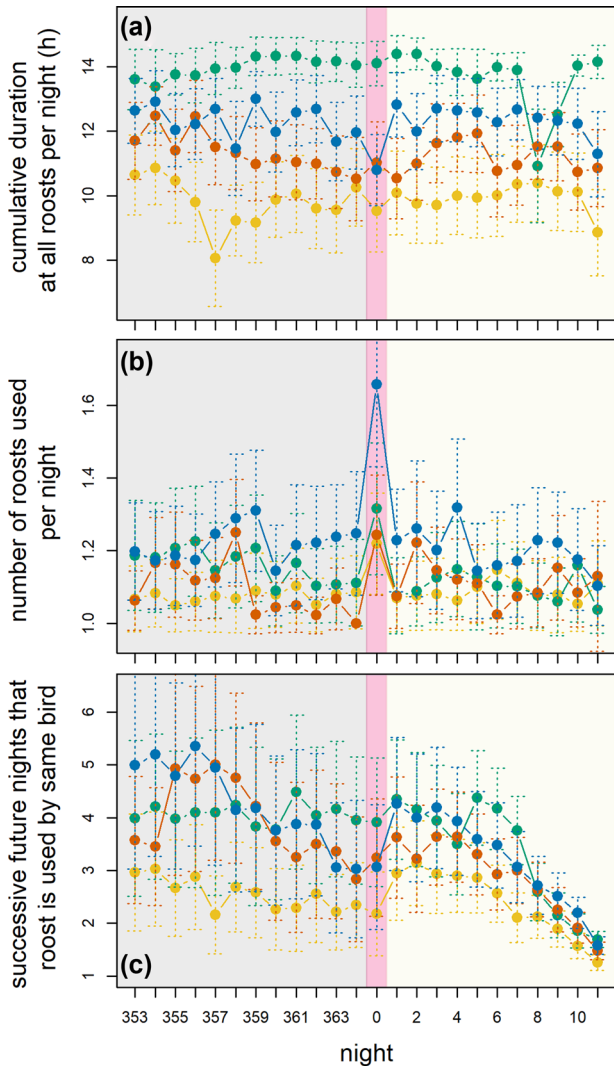 (a)
cumulative duration
at all roosts per night (h)
14
12
10
8
(b)
number of roosts used
per night
1.6
1.4
1.2
1.0
(c)
successive future nights that
roost is used by same bird
6
5
4
3
2
1
353 355 357 359 361 363 0 2 4 6 8 10
night